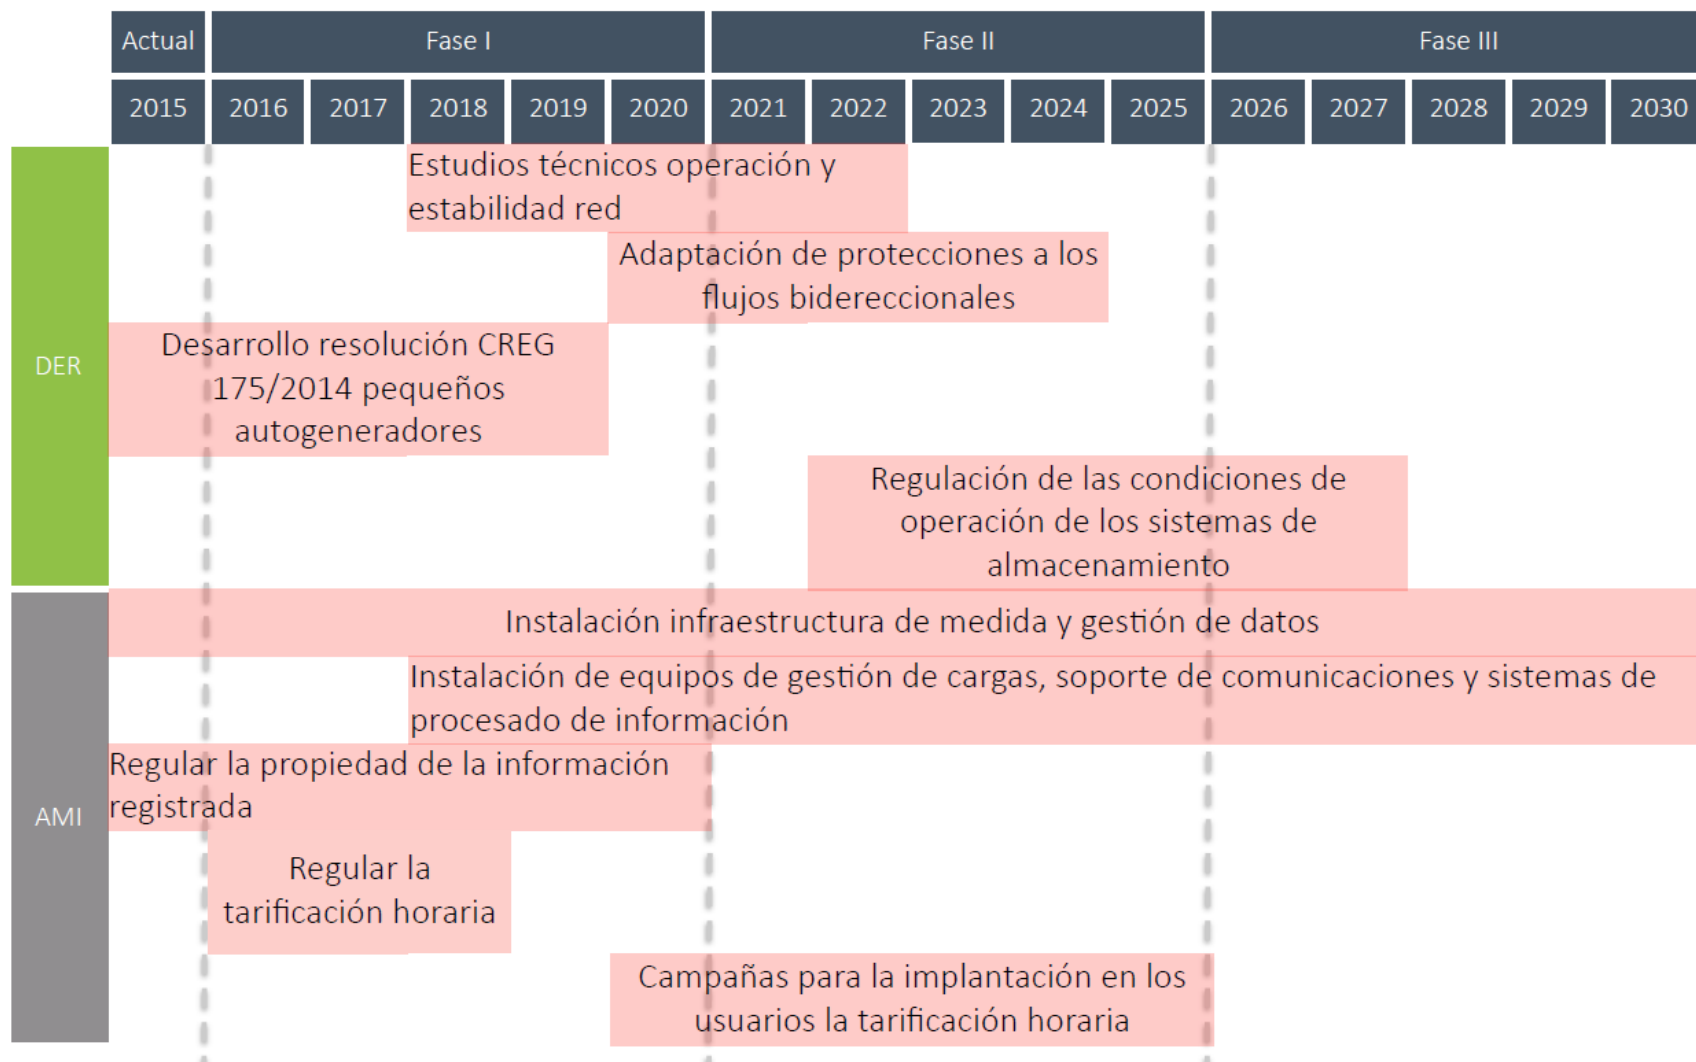 Actual Fase I Fase II Fase III
2015 2016 2017 2018 2019 2020 2021 2022 2023 2024 2025 2026 2027 2028 2029 2030
DER
Estudios técnicos operación y
estabilidad red
Adaptación de protecciones a los
flujos bidereccionales
Desarrollo resolución CREG
175/2014 pequeños
autogeneradores
Regulación de las condiciones de
operación de los sistemas de
almacenamiento
AMI
Instalación infraestructura de medida y gestión de datos
Instalación de equipos de gestión de cargas, soporte de comunicaciones y sistemas de
procesado de información
Regular la propiedad de la información
registrada
Regular la
tarificación horaria
Campañas para la implantación en los
usuarios la tarificación horaria